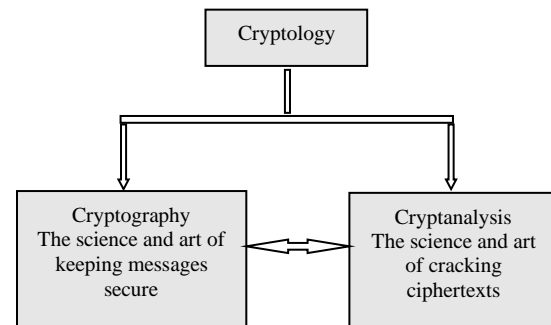 Cryptology
Cryptography
The science and art of
keeping messages
secure
Cryptanalysis
The science and art
of cracking
ciphertexts